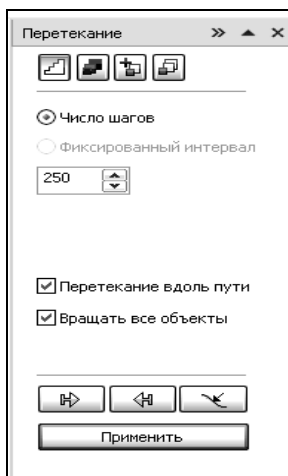 Перетекание
Число шагов
Фиксированный интервал
250
Перетекание вдоль пути
Вращать все объекты
Применить